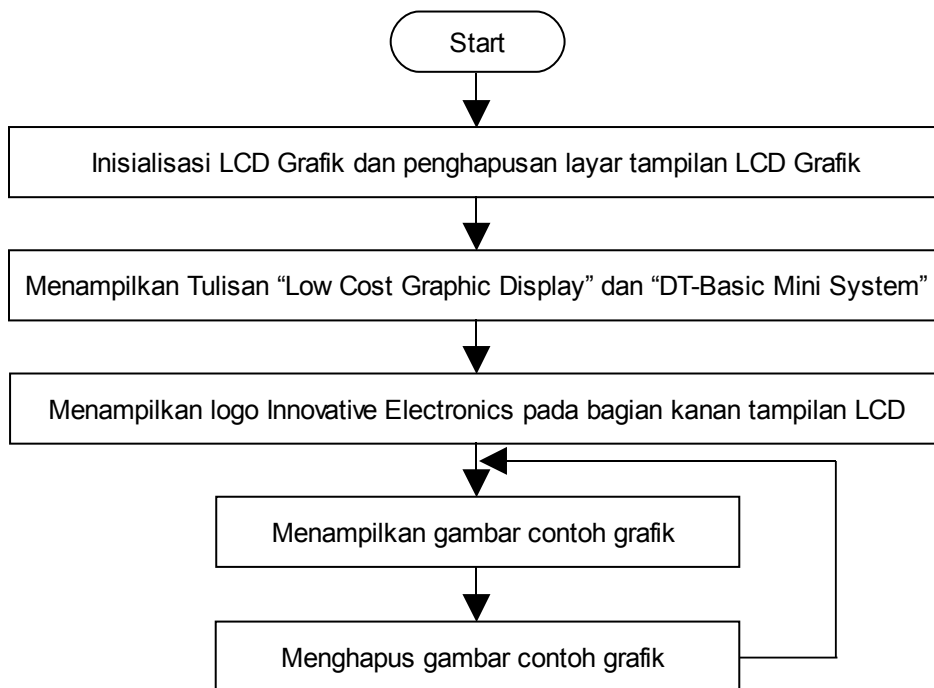 Start
Inisialisasi LCD Grafik dan penghapusan layar tampilan LCD Grafik
Menampilkan Tulisan “Low Cost Graphic Display” dan “DT-Basic Mini System”
Menampilkan logo Innovative Electronics pada bagian kanan tampilan LCD
Menampilkan gambar contoh grafik
Menghapus gambar contoh grafik